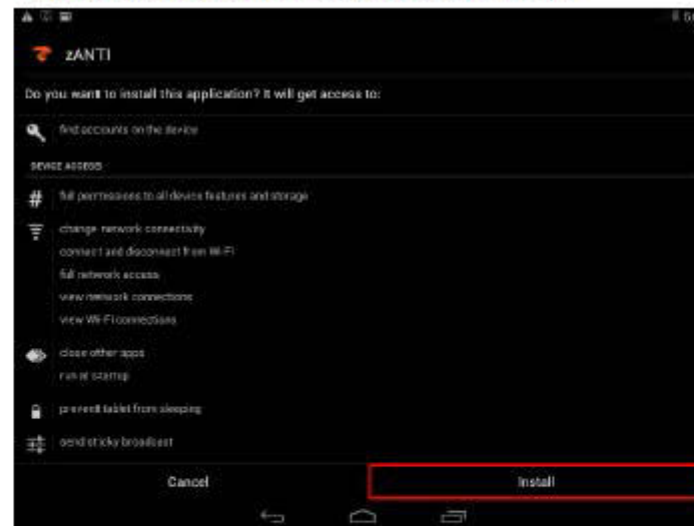 zANTI
Do you want to install this application? It will get access to:
find accounts on the device
DEVICE ACCESS
full permissions to all device features and storage
change network connectivity
connect and disconnect from Wi-Fi
full network access
view network connections
view Wi-Fi connections
close other apps
run at startup
prevent tablet from sleeping
send sticky broadcast
Cancel
Install